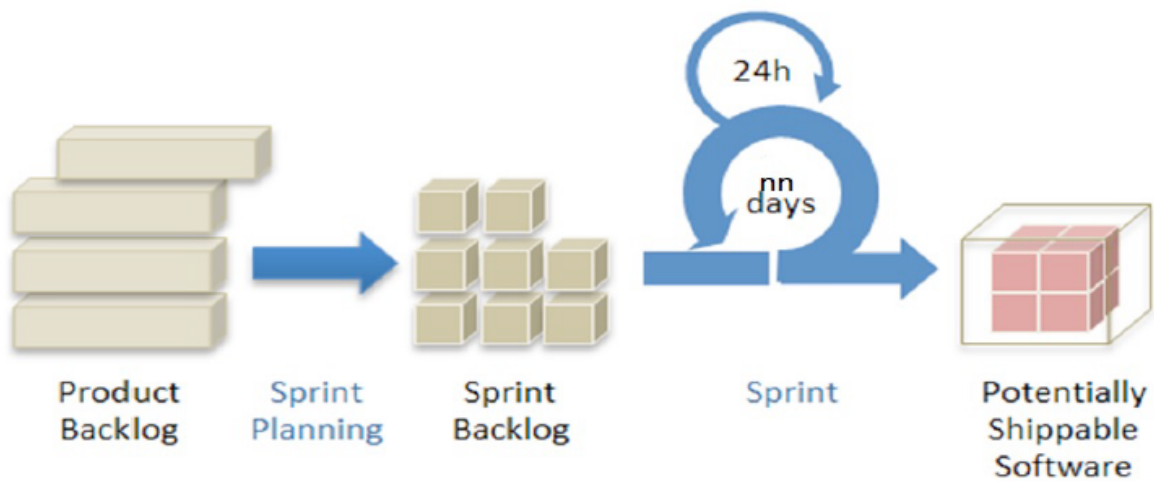 24h
nn
days
Product
Backlog
Sprint
Planning
Sprint
Backlog
Sprint
Potentially
Shippable
Software